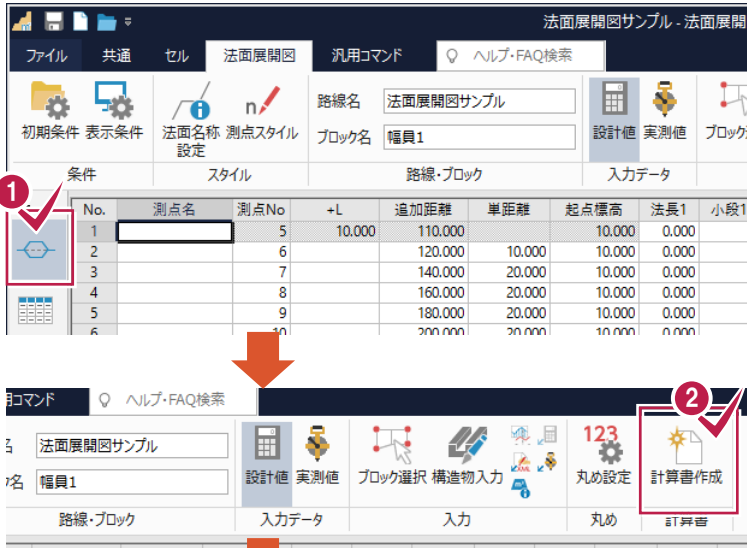 法面展開図サンプル - 法面展開
ファイル 共通 セル 法面展開図 汎用コマンド ヘルプ・FAQ検索
初期条件 表示条件 法面名称設定 測点スタイル 路線名 法面展開図サンプル 設計値 実測値
ブロック名 幅員1
条件 スタイル 路線・ブロック 入力データ
1
No. 測点名 測点No +L 追加距離 単距離 起点標高 法長1 小段1
1 5 10.000 110.000 10.000 0.000
2 6 120.000 10.000 10.000 0.000
3 7 140.000 20.000 10.000 0.000
4 8 160.000 20.000 10.000 0.000
5 9 180.000 20.000 10.000 0.000
6 10 200.000 20.000 10.000 0.000
コマンド ヘルプ・FAQ検索
2
法面展開図サンプル 設計値 実測値 ブロック選択 構造物入力 123 丸め設定 計算書作成
幅員1
路線・ブロック 入力データ 入力 丸め 計算書